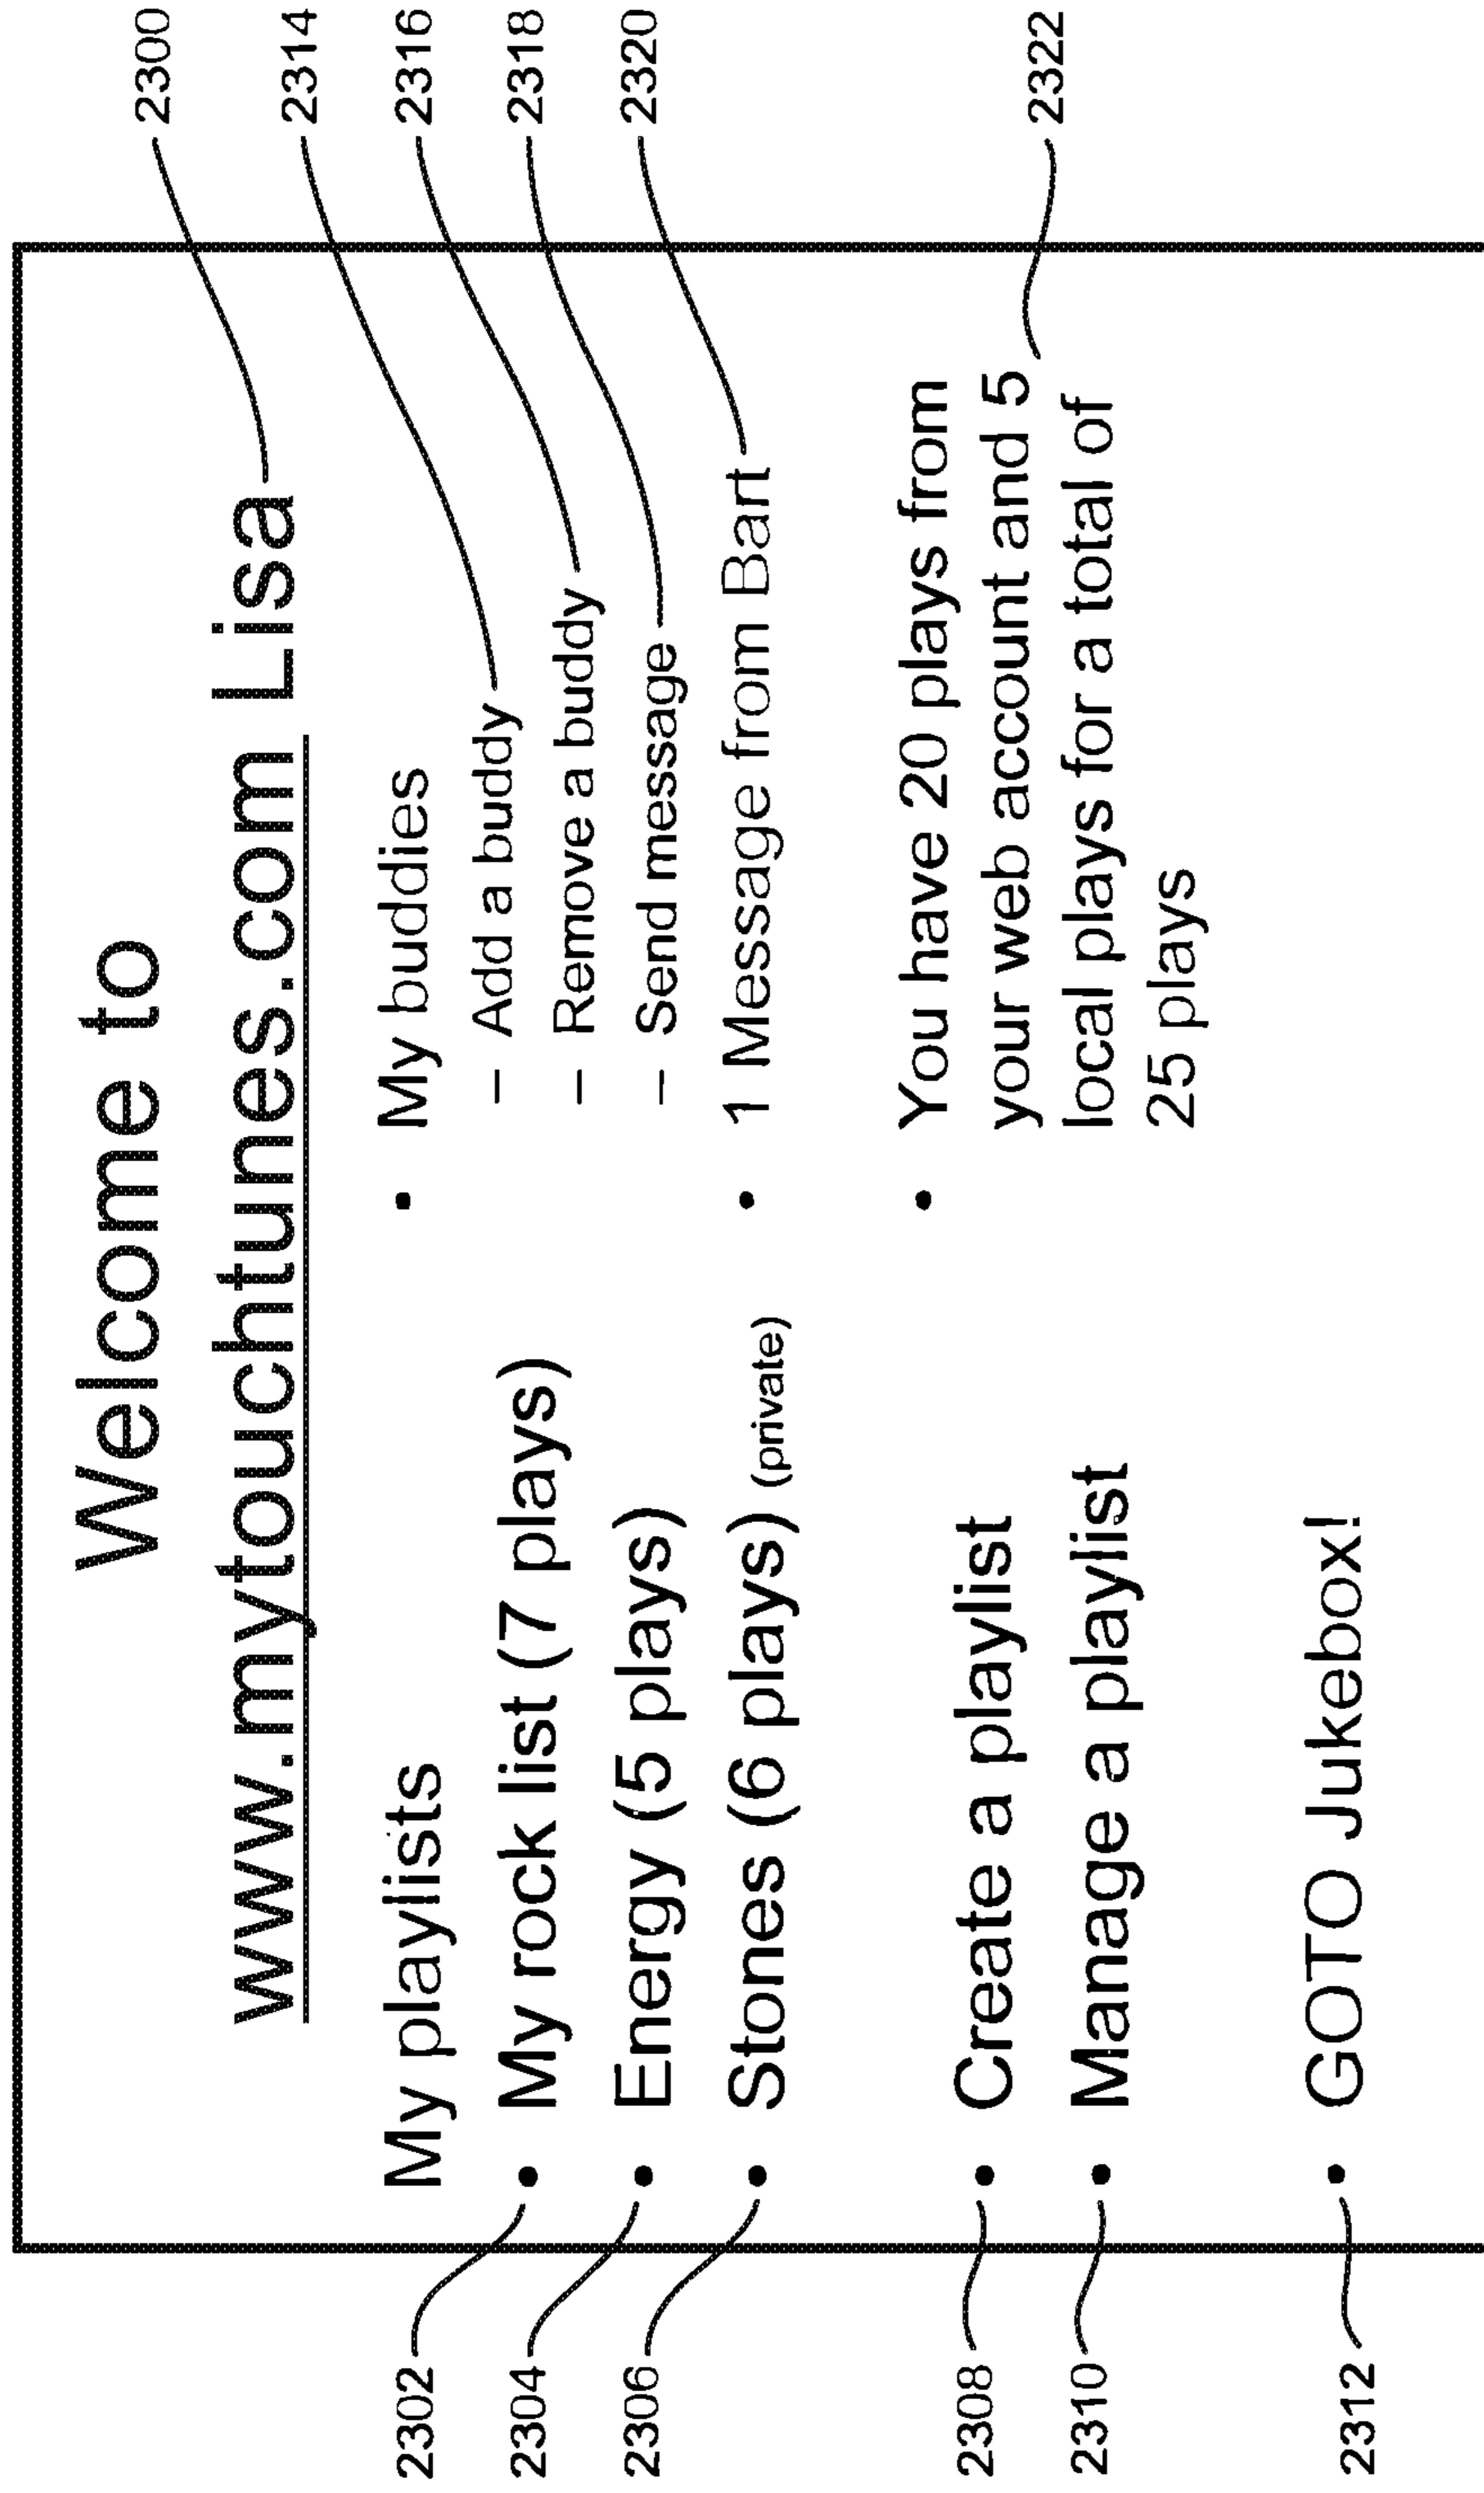 Welcome to
www.mytouchtunes.com Lisa
2300
My playlists
2302
• My rock list (7 plays)
2304
• Energy (5 plays)
2306
• Stones (6 plays) (private)
2308
• Create a playlist
2310
• Manage a playlist
2312
• GOTO Jukebox!
• My buddies
– Add a buddy
2314
– Remove a buddy
2316
– Send message
2318
• 1 Message from Bart
2320
• You have 20 plays from
your web account and 5
local plays for a total of
25 plays
2322